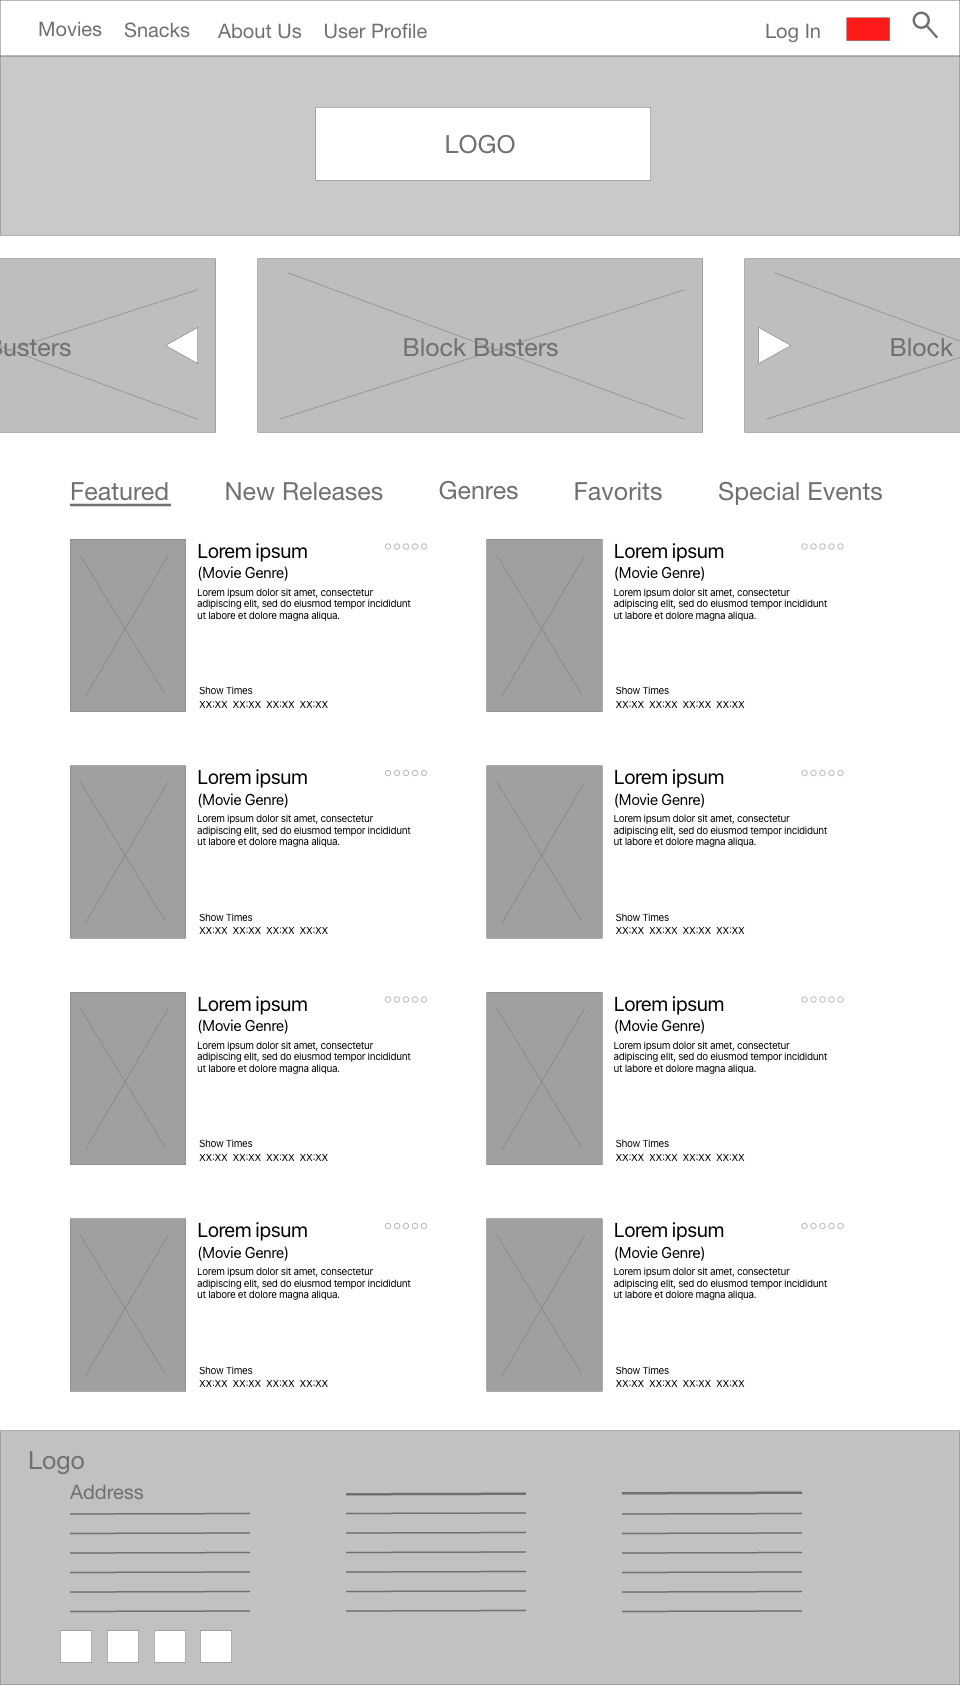 Movies Snacks About Us User Profile Log In
LOGO
Busters Block Busters Block
Featured New Releases Genres Favorits Special Events
Lorem ipsum
(Movie Genre)
Lorem ipsum dolor sit amet, consectetur
adipiscing elit, sed do eiusmod tempor incididunt
ut labore et dolore magna aliqua.
Show Times
XX:XX XX:XX XX:XX XX:XX
Lorem ipsum
(Movie Genre)
Lorem ipsum dolor sit amet, consectetur
adipiscing elit, sed do eiusmod tempor incididunt
ut labore et dolore magna aliqua.
Show Times
XX:XX XX:XX XX:XX XX:XX
Lorem ipsum
(Movie Genre)
Lorem ipsum dolor sit amet, consectetur
adipiscing elit, sed do eiusmod tempor incididunt
ut labore et dolore magna aliqua.
Show Times
XX:XX XX:XX XX:XX XX:XX
Lorem ipsum
(Movie Genre)
Lorem ipsum dolor sit amet, consectetur
adipiscing elit, sed do eiusmod tempor incididunt
ut labore et dolore magna aliqua.
Show Times
XX:XX XX:XX XX:XX XX:XX
Lorem ipsum
(Movie Genre)
Lorem ipsum dolor sit amet, consectetur
adipiscing elit, sed do eiusmod tempor incididunt
ut labore et dolore magna aliqua.
Show Times
XX:XX XX:XX XX:XX XX:XX
Lorem ipsum
(Movie Genre)
Lorem ipsum dolor sit amet, consectetur
adipiscing elit, sed do eiusmod tempor incididunt
ut labore et dolore magna aliqua.
Show Times
XX:XX XX:XX XX:XX XX:XX
Lorem ipsum
(Movie Genre)
Lorem ipsum dolor sit amet, consectetur
adipiscing elit, sed do eiusmod tempor incididunt
ut labore et dolore magna aliqua.
Show Times
XX:XX XX:XX XX:XX XX:XX
Lorem ipsum
(Movie Genre)
Lorem ipsum dolor sit amet, consectetur
adipiscing elit, sed do eiusmod tempor incididunt
ut labore et dolore magna aliqua.
Show Times
XX:XX XX:XX XX:XX XX:XX
Logo
Address